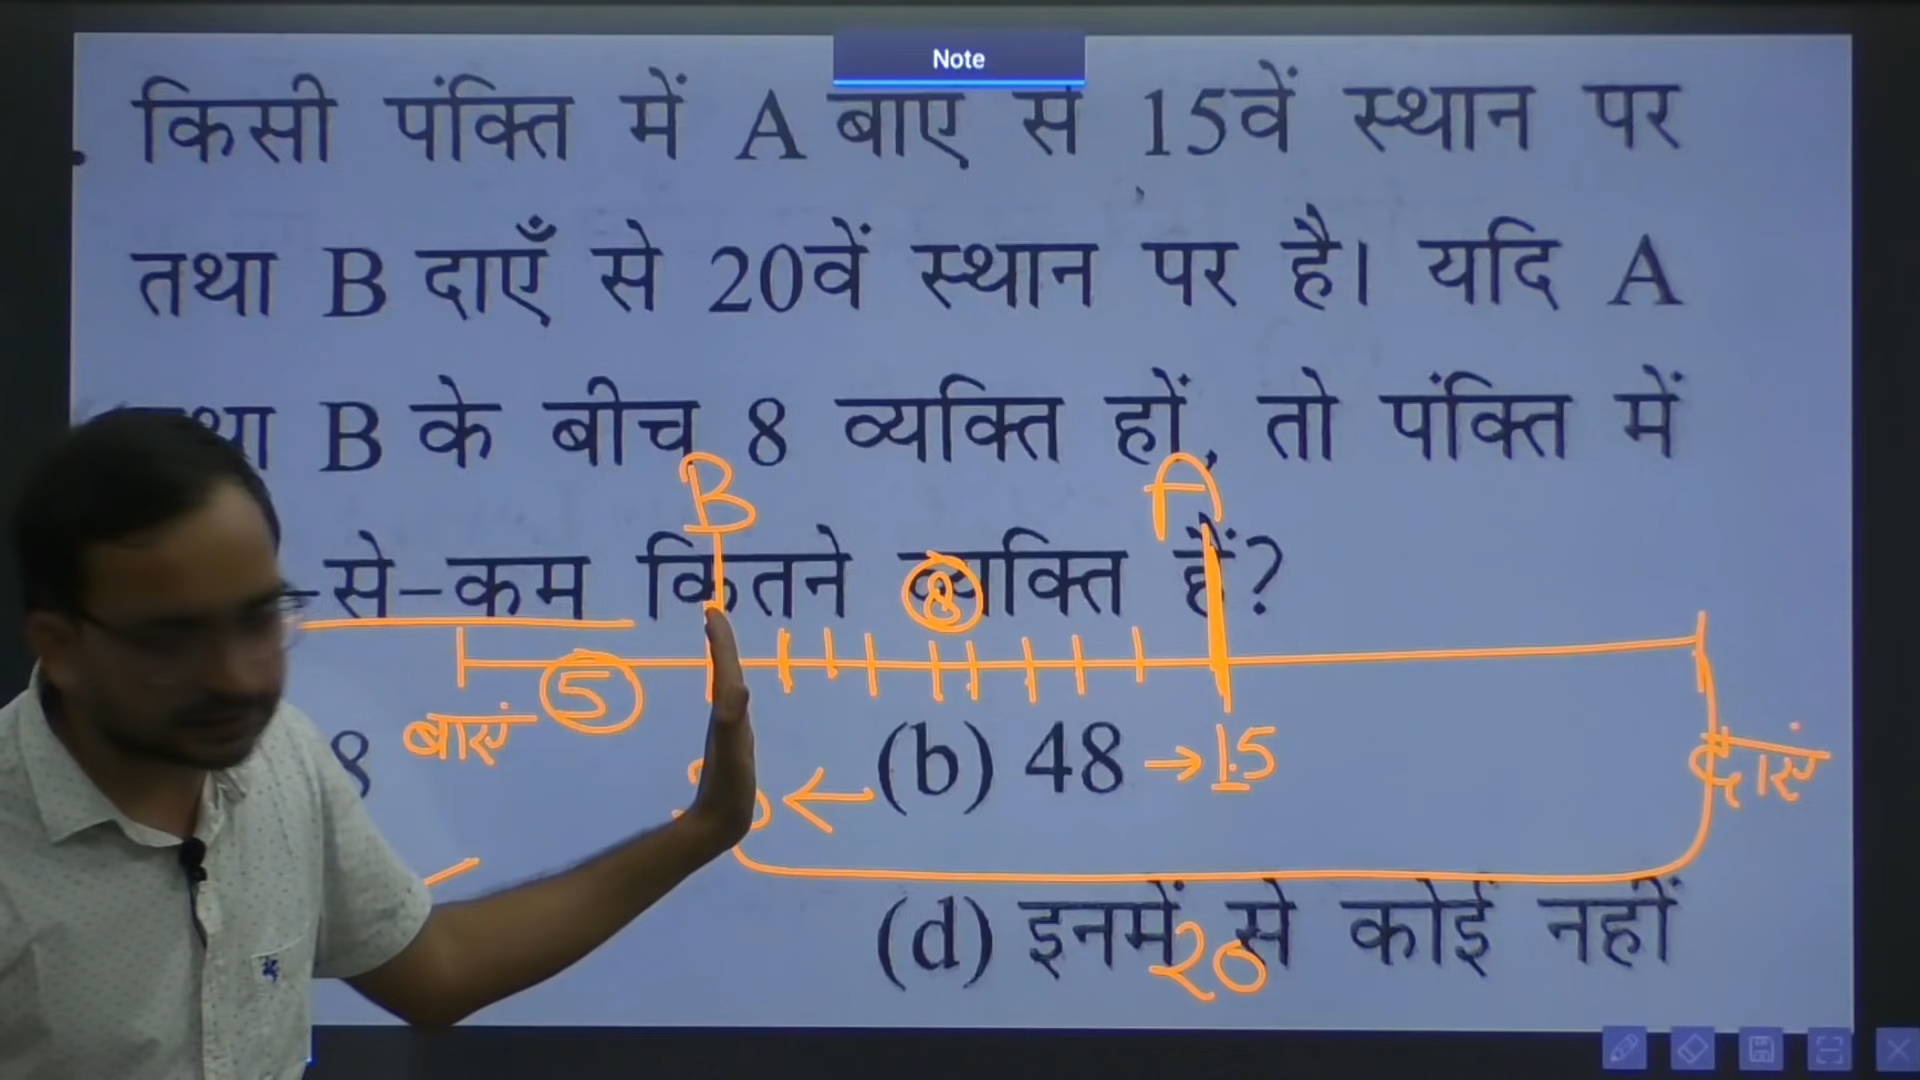 Note
किसी पंक्ति में A बाए से 15वें स्थान पर
तथा B दाएँ से 20वें स्थान पर है। यदि A
B के बीच 8 व्यक्ति हों, तो पंक्ति में
B A
-से-कम कितने व्यक्ति हैं?
8
5
बाएं
8 (b) 48 → 15
दाएं
(d) इनमें से कोई नहीं
20